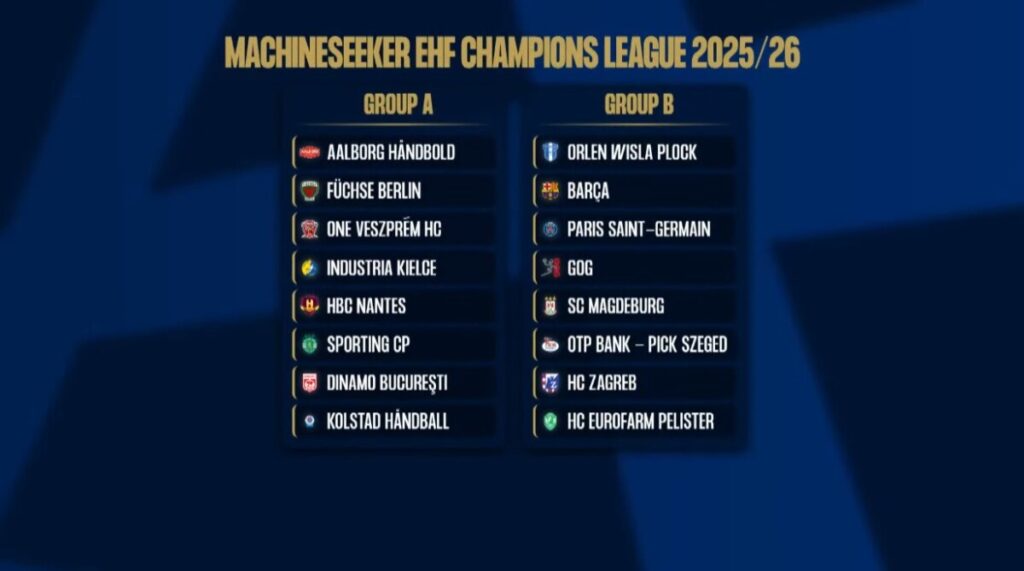 MACHINESEEKER EHF CHAMPIONS LEAGUE 2025/26
GROUP A
AALBORG HÅNDBOLD
FÜCHSE BERLIN
ONE VESZPRÉM HC
INDUSTRIA KIELCE
HBC NANTES
SPORTING CP
DINAMO BUCUREŞTI
KOLSTAD HÅNDBALL
GROUP B
ORLEN WISLA PLOCK
BARÇA
PARIS SAINT–GERMAIN
GOG
SC MAGDEBURG
OTP BANK – PICK SZEGED
HC ZAGREB
HC EUROFARM PELISTER